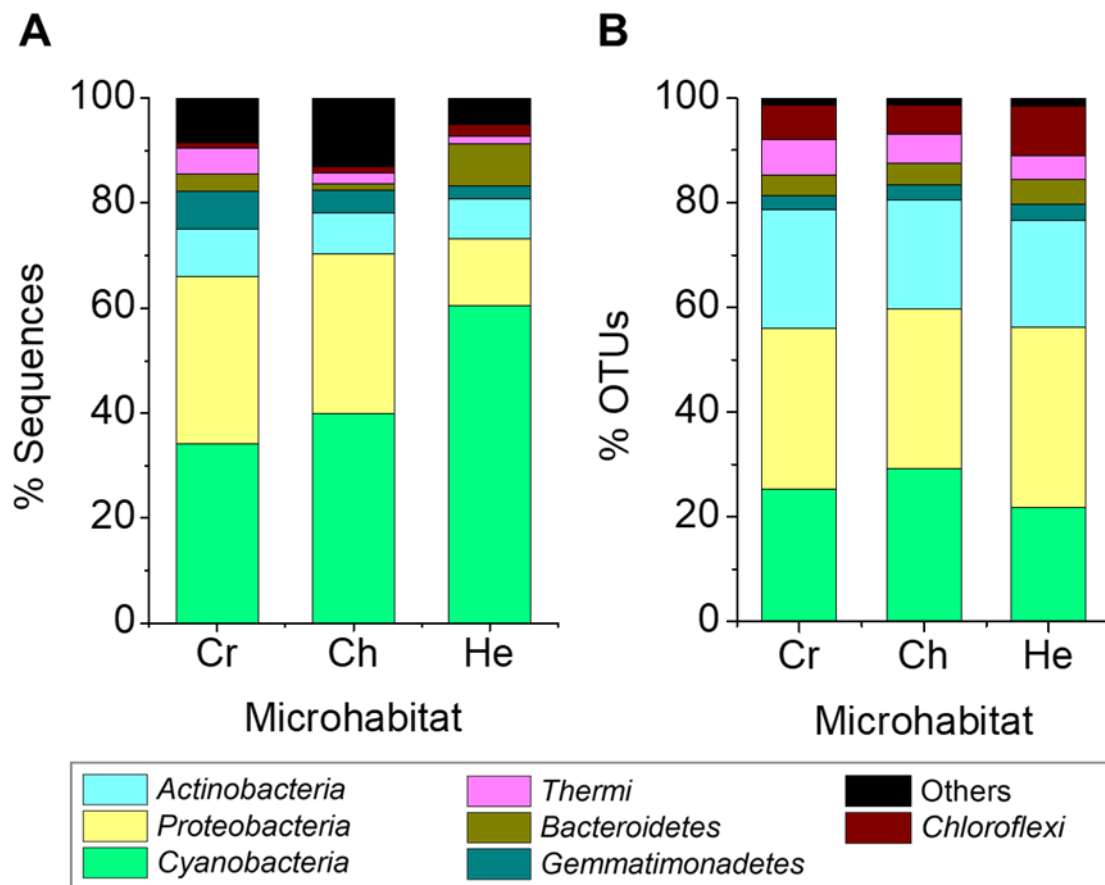 A
B
100
80
60
40
20
0
% Sequences
Cr Ch He
Microhabitat
100
80
60
40
20
0
% OTUs
Cr Ch He
Microhabitat
Actinobacteria Thermi Others
Proteobacteria Bacteroidetes Chloroflexi
Cyanobacteria Gemmatimonadetes